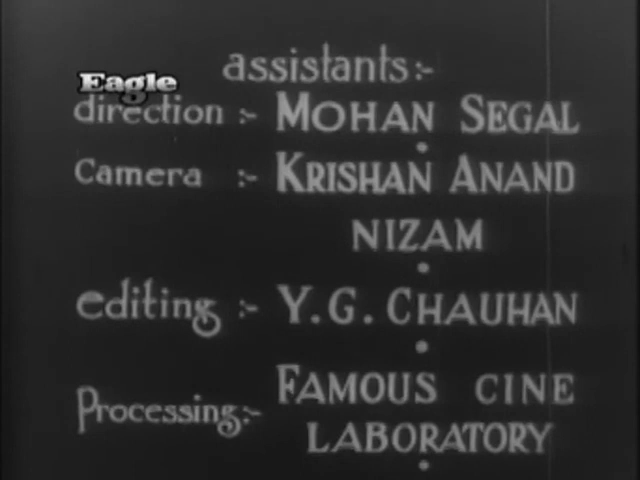 assistants:-
Eagle
direction :- MOHAN SEGAL
Camera :- KRISHAN ANAND
NIZAM
editing :- Y.G. CHAUHAN
Processing:- FAMOUS CINE
LABORATORY